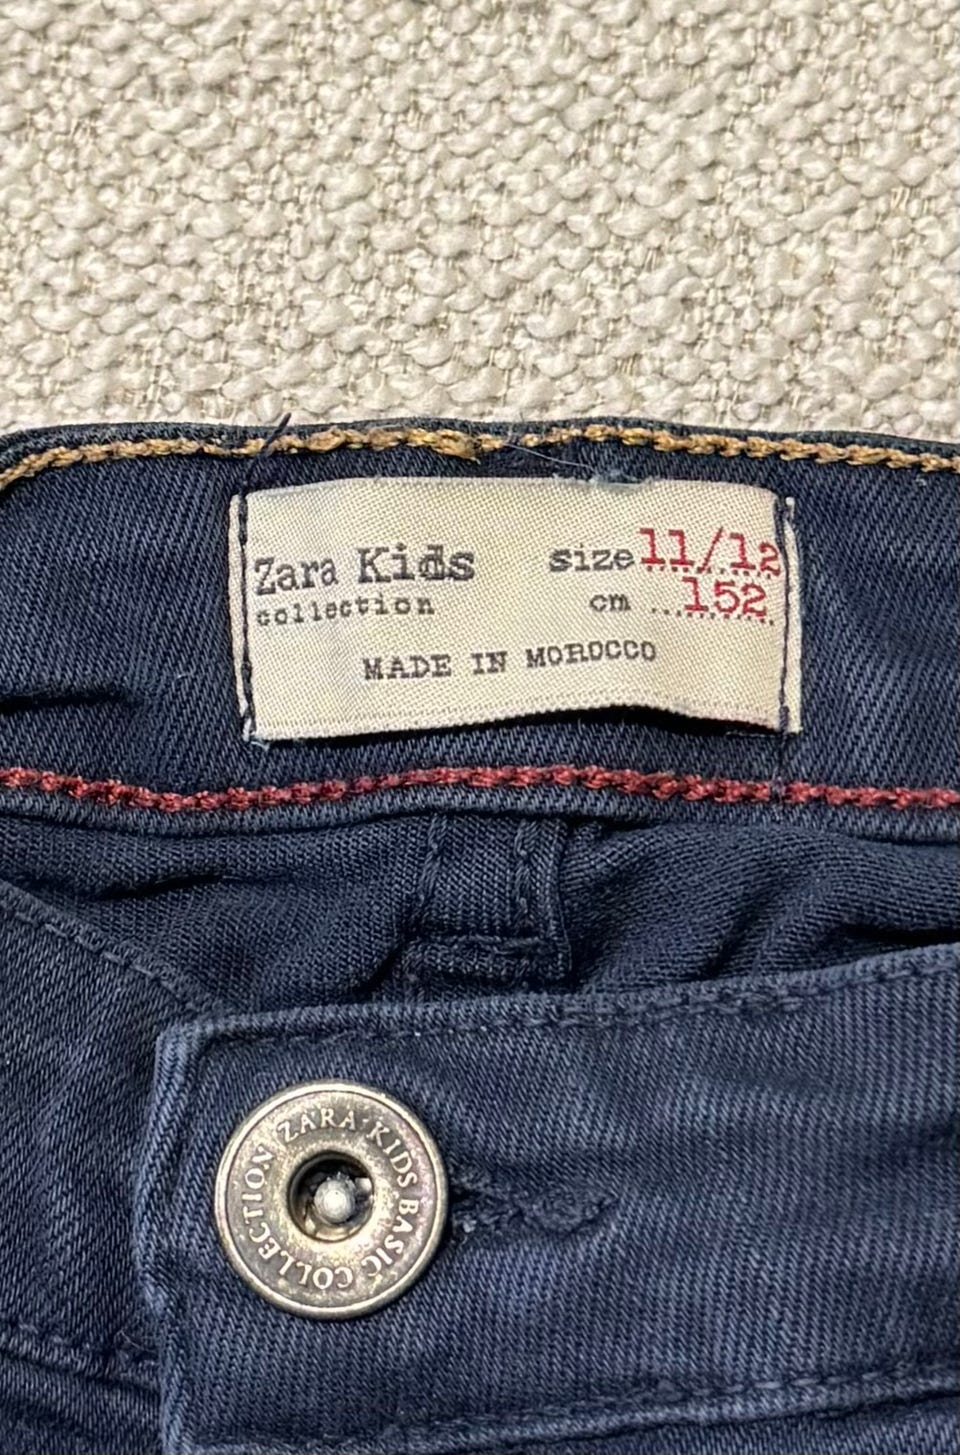 Zara Kids size 11/12
collection cm ...152
MADE IN MOROCCO
ZARA KIDS BASIC COLLECTION